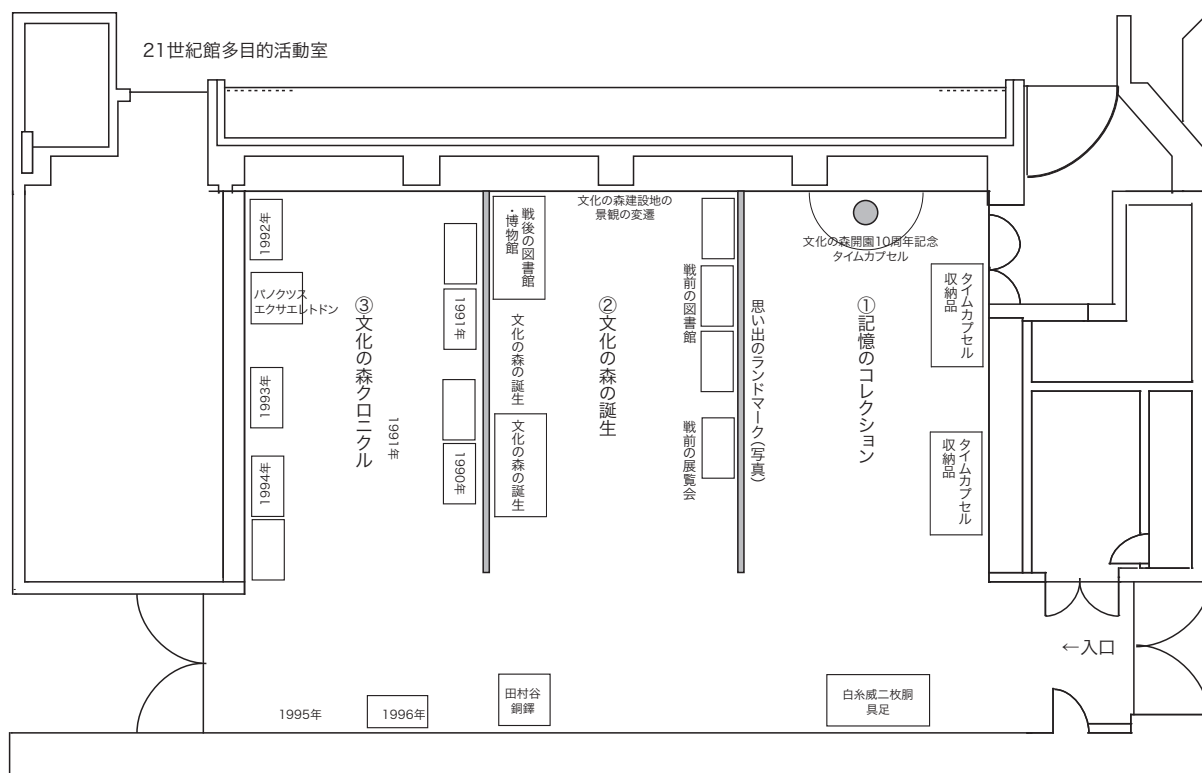 21世紀館多目的活動室
文化の森開園10周年記念
タイムカプセル
①記憶のコレクション
タイムカプセル
収納品
タイムカプセル
収納品
思い出のランドマーク(写真)
文化の森建設地の
景観の変遷
戦前の図書館
戦前の展覧会
②文化の森の誕生
戦後の図書館
・博物館
文化の森の誕生
文化の森の誕生
③文化の森クロニクル
1990年
1991年
1991年
1992年
パノクツス
エクサエレトドン
1993年
1994年
1995年
1996年
田村谷
銅鐸
白糸威二枚胴
具足
←入口